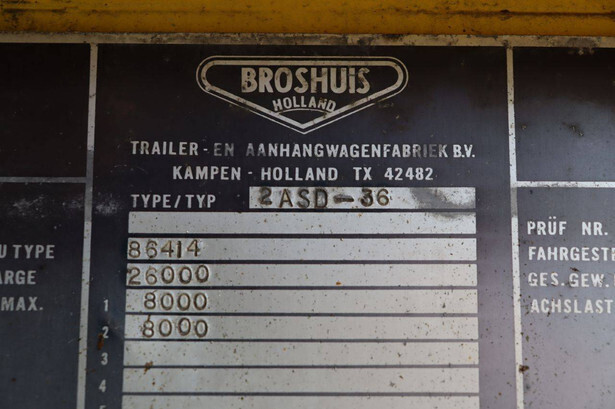 BROSHUIS
HOLLAND
TRAILER - EN AANHANGWAGENFABRIEK B.V.
KAMPEN - HOLLAND TX 42482
TYPE/TYP 2ASD-36
PRÜF NR.
U TYPE 86414 FAHRGEST
ARGE 26000 GES. GEW.
MAX. 1 8000 ACHSLAST
2 8000
3
4